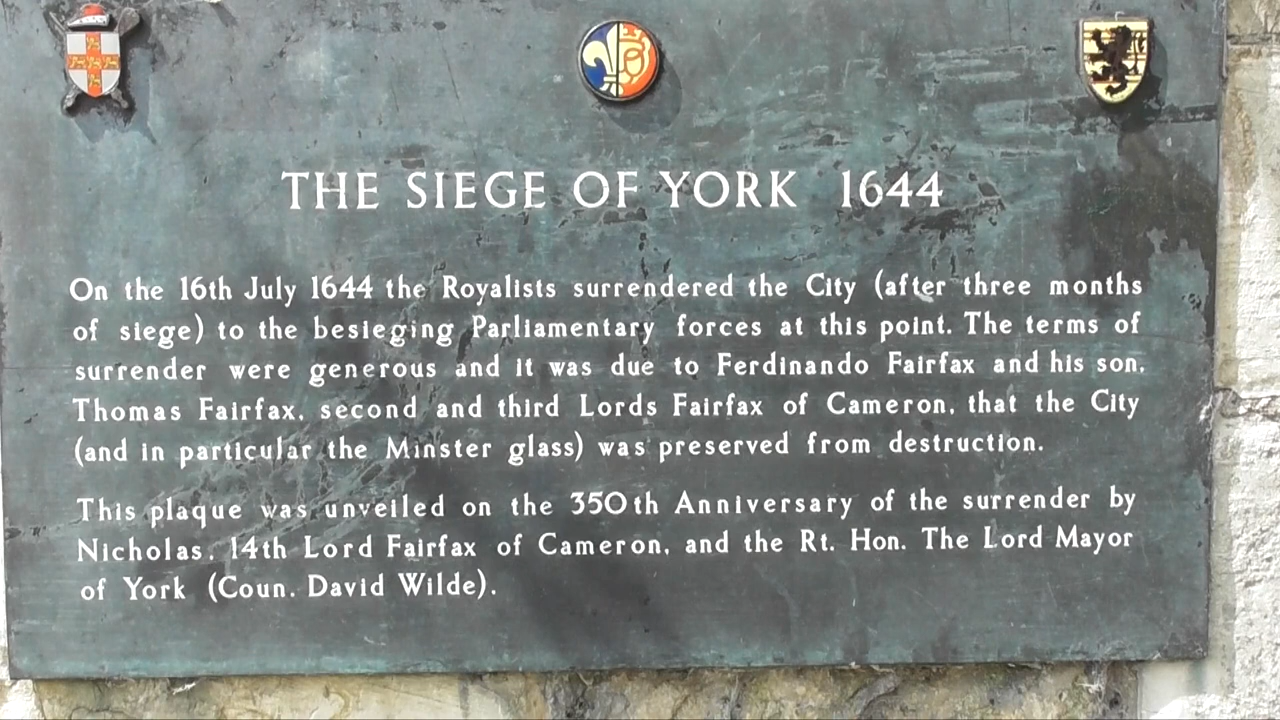 THE SIEGE OF YORK 1644
On the 16th July 1644 the Royalists surrendered the City (after three months
of siege) to the besieging Parliamentary forces at this point. The terms of
surrender were generous and it was due to Ferdinando Fairfax and his son,
Thomas Fairfax, second and third Lords Fairfax of Cameron, that the City
(and in particular the Minster glass) was preserved from destruction.
This plaque was unveiled on the 350th Anniversary of the surrender by
Nicholas, 14th Lord Fairfax of Cameron, and the Rt. Hon. The Lord Mayor
of York (Coun. David Wilde).